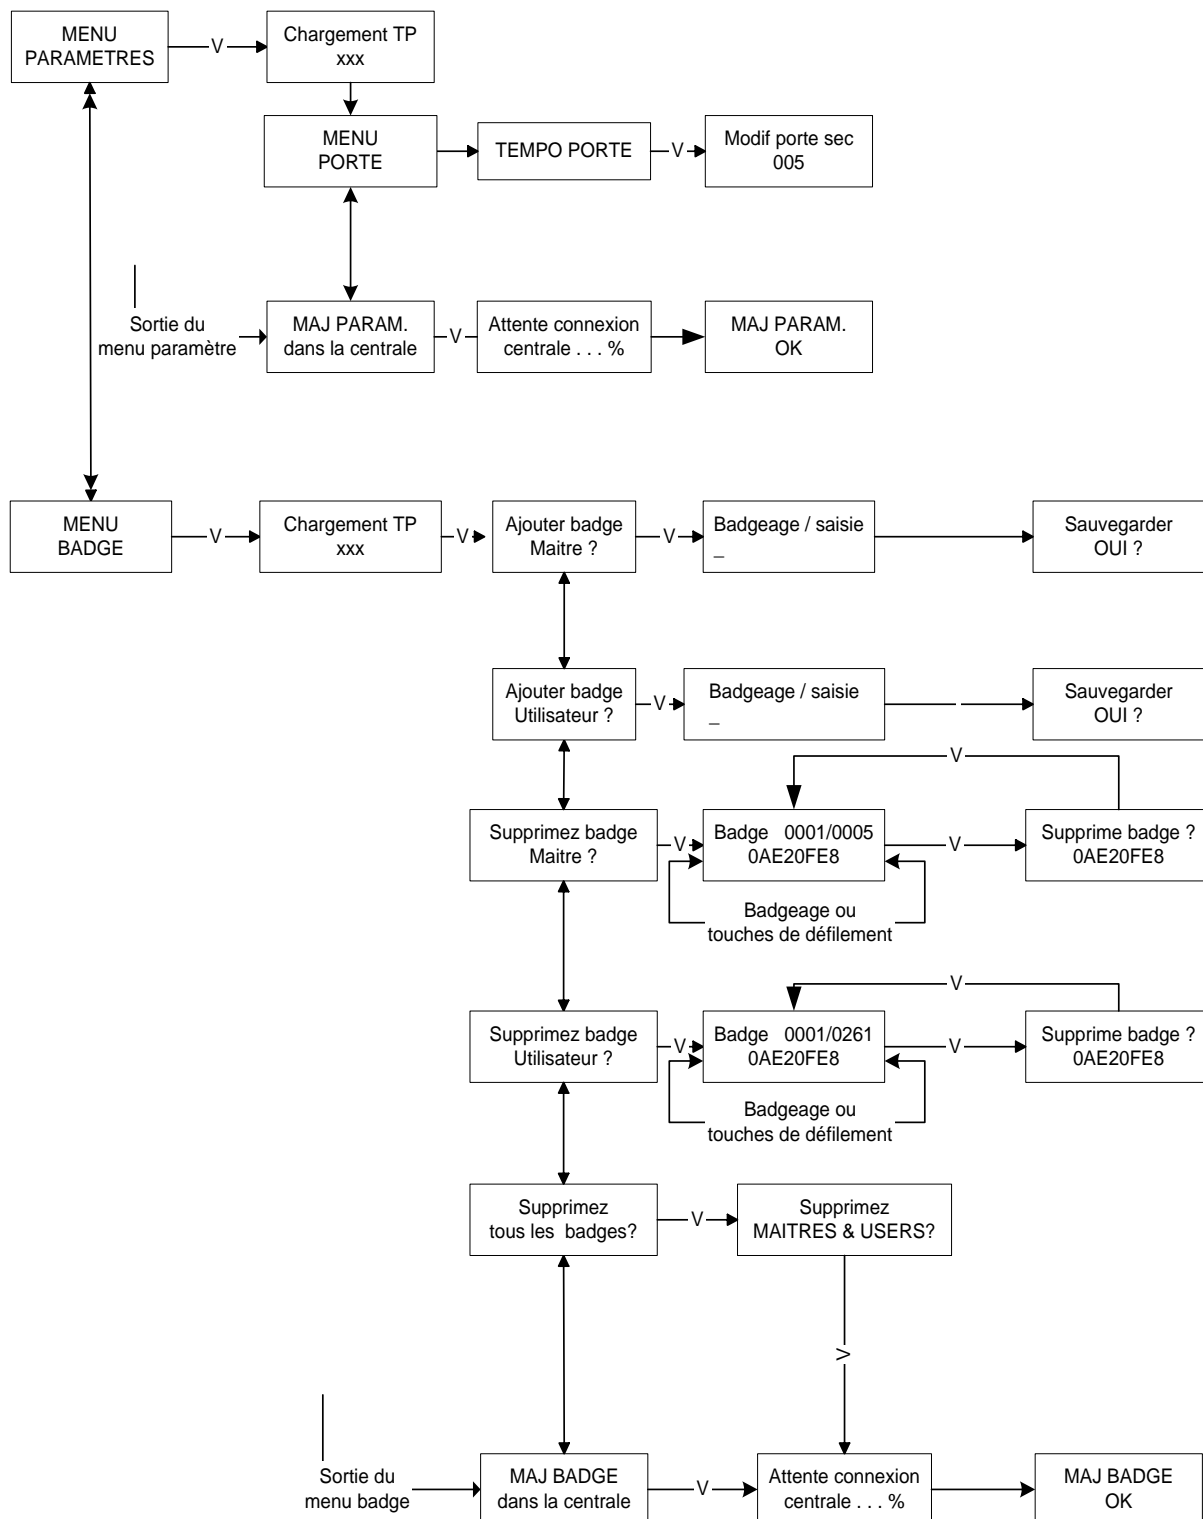 MENU
PARAMETRES
V
Chargement TP
xxx
MENU
PORTE
TEMPO PORTE
V
Modif porte sec
005
Sortie du
menu paramètre
MAJ PARAM.
dans la centrale
V
Attente connexion
centrale . . . %
MAJ PARAM.
OK
MENU
BADGE
V
Chargement TP
xxx
V
Ajouter badge
Maitre ?
V
Badgeage / saisie
_
Sauvegarder
OUI ?
Ajouter badge
Utilisateur ?
V
Badgeage / saisie
_
Sauvegarder
OUI ?
V
Supprimez badge
Maitre ?
V
Badge 0001/0005
0AE20FE8
V
Supprime badge ?
0AE20FE8
Badgeage ou
touches de défilement
V
Supprimez badge
Utilisateur ?
V
Badge 0001/0261
0AE20FE8
V
Supprime badge ?
0AE20FE8
Badgeage ou
touches de défilement
Supprimez
tous les badges?
V
Supprimez
MAITRES & USERS?
V
Sortie du
menu badge
MAJ BADGE
dans la centrale
V
Attente connexion
centrale . . . %
MAJ BADGE
OK